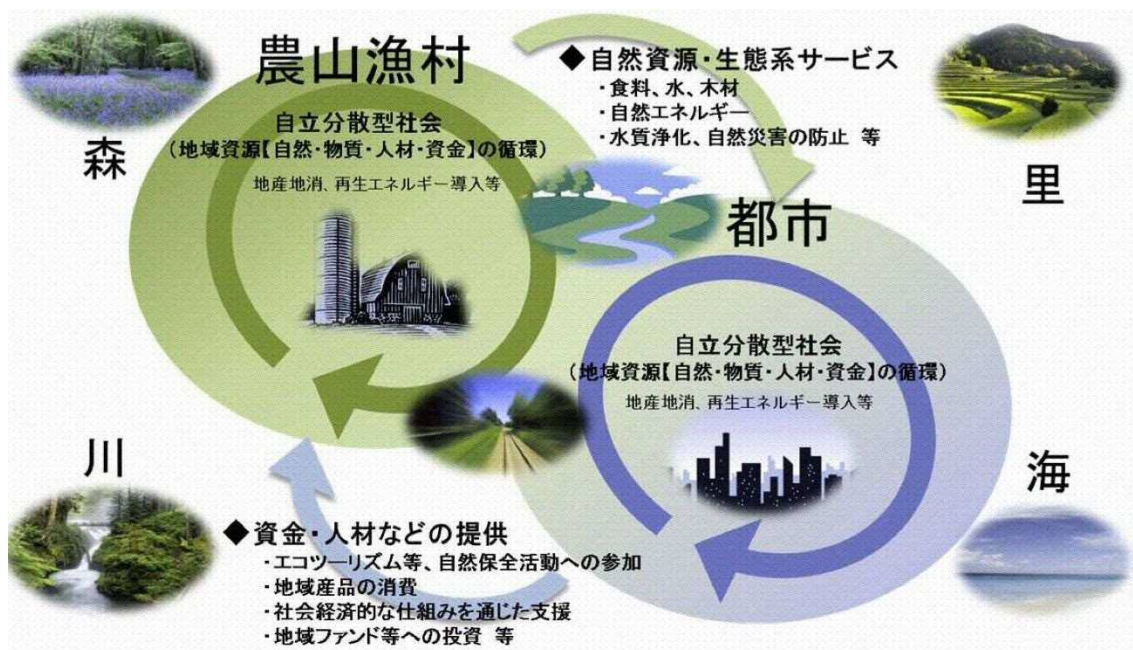 農山漁村
自立分散型社会
（地域資源【自然・物質・人材・資金】の循環）
地産地消、再生エネルギー導入等
森
◆自然資源・生態系サービス
・食料、水、木材
・自然エネルギー
・水質浄化、自然災害の防止 等
里
都市
自立分散型社会
（地域資源【自然・物質・人材・資金】の循環）
地産地消、再生エネルギー導入等
川
海
◆資金・人材などの提供
・エコツーリズム等、自然保全活動への参加
・地域産品の消費
・社会経済的な仕組みを通じた支援
・地域ファンド等への投資 等